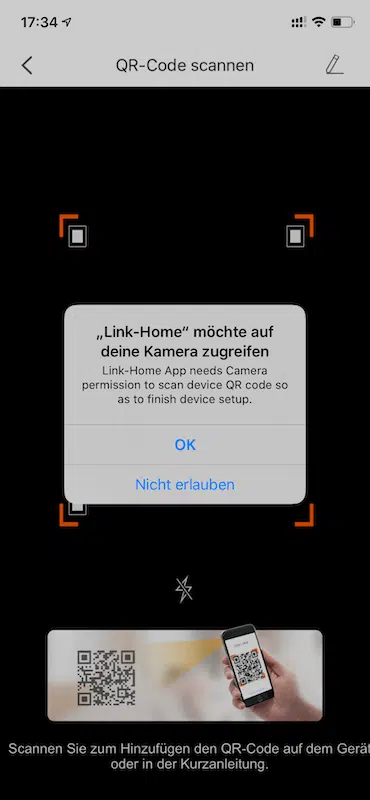 17:34
QR-Code scannen
„Link-Home“ möchte auf
deine Kamera zugreifen
Link-Home App needs Camera
permission to scan device QR code so
as to finish device setup.
OK
Nicht erlauben
Scannen Sie zum Hinzufügen den QR-Code auf dem Gerät
oder in der Kurzanleitung.